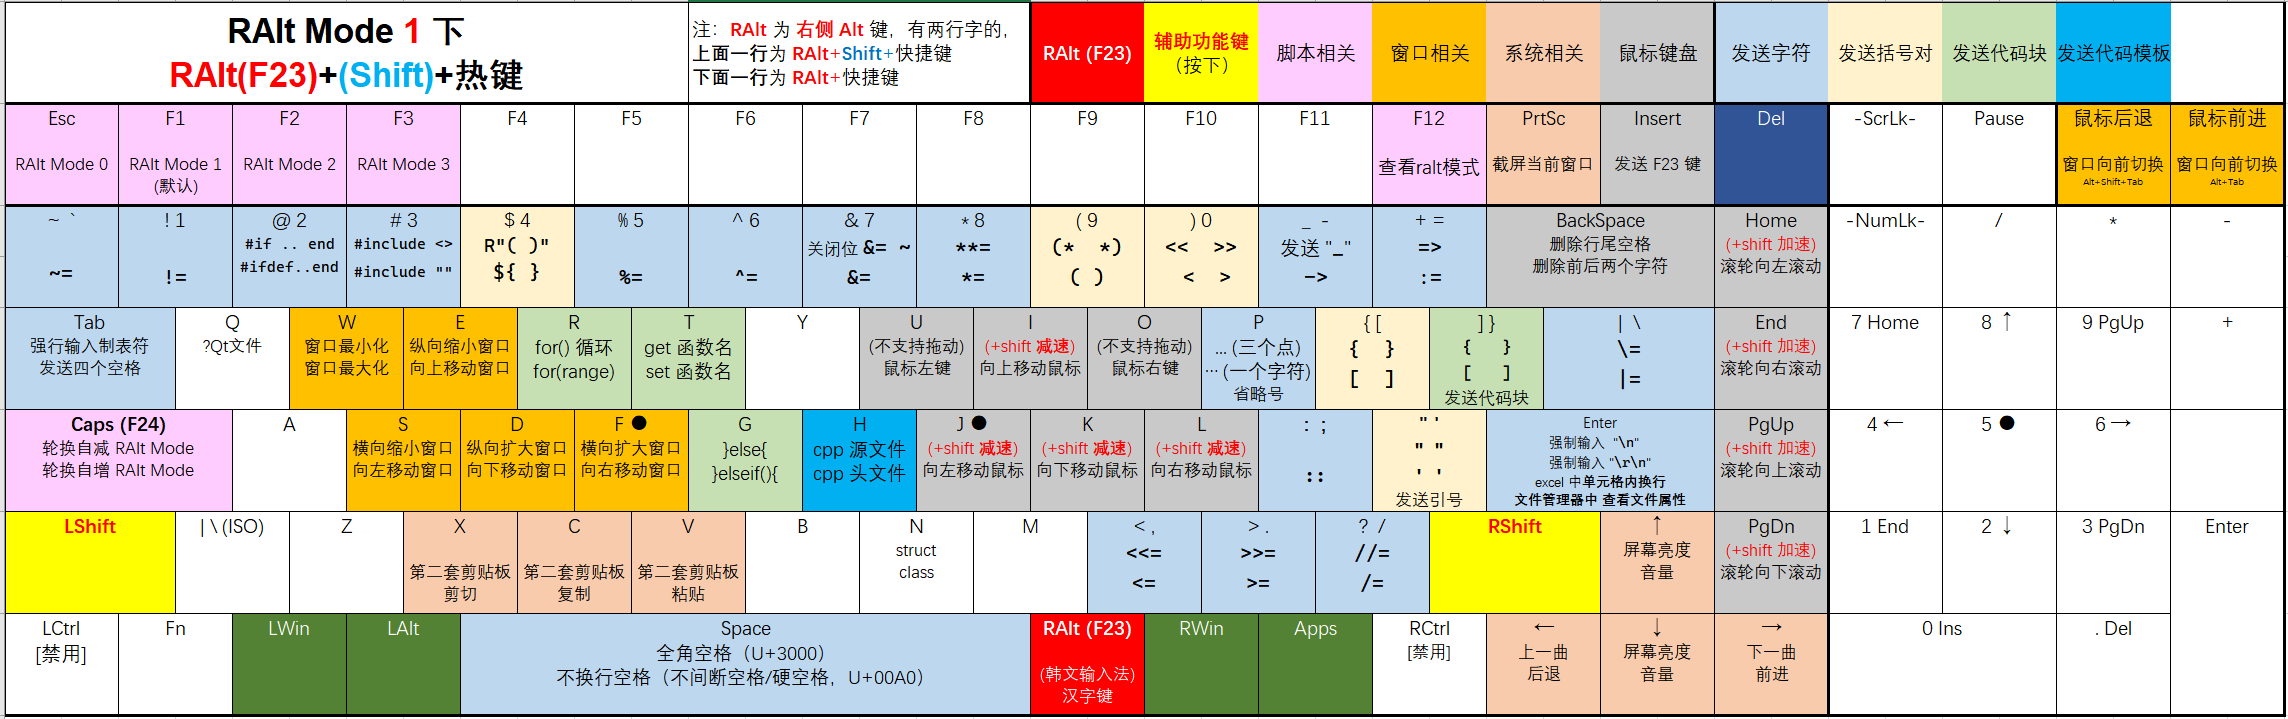 RAlt Mode 1 下
RAlt(F23)+(Shift)+热键
注：RAlt 为 右侧 Alt 键，有两行字的，
上面一行为 RAlt+Shift+快捷键
下面一行为 RAlt+快捷键
RAlt (F23)
辅助功能键
（按下）
脚本相关
窗口相关
系统相关
鼠标键盘
发送字符
发送括号对
发送代码块
发送代码模板
Esc
RAlt Mode 0
F1
RAlt Mode 1
(默认)
F2
RAlt Mode 2
F3
RAlt Mode 3
F4
F5
F6
F7
F8
F9
F10
F11
F12
查看ralt模式
PrtSc
截屏当前窗口
Insert
发送 F23 键
Del
-ScrLk-
Pause
鼠标后退
窗口向前切换
Alt+Shift+Tab
鼠标前进
窗口向前切换
Alt+Tab
~ `
~=
! 1
!=
@ 2
#if .. end
#ifdef..end
# 3
#include <>
#include ""
$ 4
R"( )"
${ }
% 5
%=
^ 6
^=
& 7
关闭位 &= ~
&=
* 8
**=
*=
( 9
(* *)
( )
) 0
<< >>
< >
_ -
发送 "_"
->
+ =
=>
:=
BackSpace
删除行尾空格
删除前后两个字符
Home
(+shift 加速)
滚轮向左滚动
-NumLk-
/
*
-
Tab
强行输入制表符
发送四个空格
Q
?Qt文件
W
窗口最小化
窗口最大化
E
纵向缩小窗口
向上移动窗口
R
for() 循环
for(range)
T
get 函数名
set 函数名
Y
U
(不支持拖动)
鼠标左键
I
(+shift 减速)
向上移动鼠标
O
(不支持拖动)
鼠标右键
P
... (三个点)
… (一个字符)
省略号
{ [
{ }
[ ]
] }
{ }
[ ]
发送代码块
| \
\=
|=
End
(+shift 加速)
滚轮向右滚动
7 Home
8 ↑
9 PgUp
+
Caps (F24)
轮换自减 RAlt Mode
轮换自增 RAlt Mode
A
S
横向缩小窗口
向左移动窗口
D
纵向扩大窗口
向下移动窗口
F ●
横向扩大窗口
向右移动窗口
G
}else{
}elseif(){
H
cpp 源文件
cpp 头文件
J ●
(+shift 减速)
向左移动鼠标
K
(+shift 减速)
向下移动鼠标
L
(+shift 减速)
向右移动鼠标
: ;
::
" '
" "
' '
发送引号
Enter
强制输入 "\n"
强制输入 "\r\n"
excel 中单元格内换行
文件管理器中 查看文件属性
PgUp
(+shift 加速)
滚轮向上滚动
4 ←
5 ●
6 →
LShift
| \ (ISO)
Z
X
第二套剪贴板
剪切
C
第二套剪贴板
复制
V
第二套剪贴板
粘贴
B
N
struct
class
M
< ,
<<=
<=
> .
>>=
>=
? /
//=
/=
RShift
↑
屏幕亮度
音量
PgDn
(+shift 加速)
滚轮向下滚动
1 End
2 ↓
3 PgDn
Enter
LCtrl
[禁用]
Fn
LWin
LAlt
Space
全角空格（U+3000）
不换行空格（不间断空格/硬空格，U+00A0）
RAlt (F23)
(韩文输入法)
汉字键
RWin
Apps
RCtrl
[禁用]
←
上一曲
后退
↓
屏幕亮度
音量
→
下一曲
前进
0 Ins
. Del